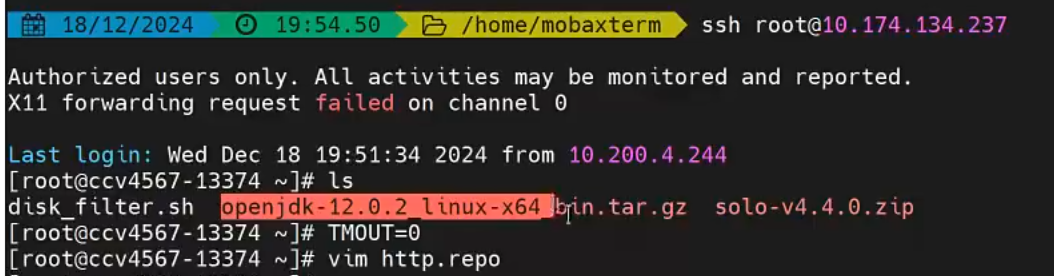 18/12/2024 19:54.50 /home/mobaxterm ssh root@10.174.134.237
Authorized users only. All activities may be monitored and reported.
X11 forwarding request failed on channel 0
Last login: Wed Dec 18 19:51:34 2024 from 10.200.4.244
[root@ccv4567-13374 ~]# ls
disk_filter.sh openjdk-12.0.2_linux-x64_bin.tar.gz solo-v4.4.0.zip
[root@ccv4567-13374 ~]# TMOUT=0
[root@ccv4567-13374 ~]# vim http.repo